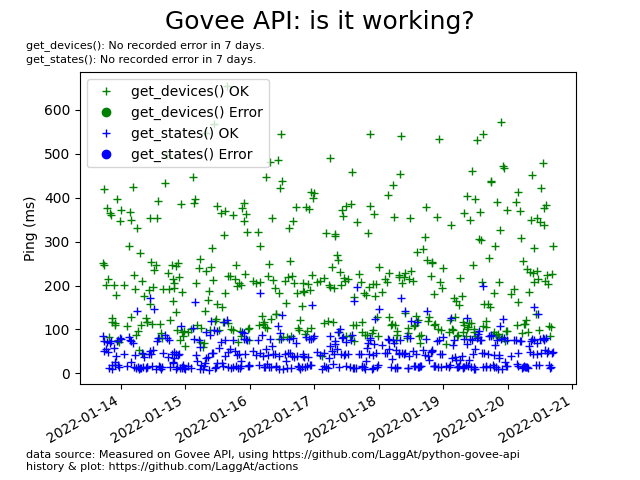 Govee API: is it working?
get_devices(): No recorded error in 7 days.
get_states(): No recorded error in 7 days.
get_devices() OK
get_devices() Error
get_states() OK
get_states() Error
Ping (ms)
600
500
400
300
200
100
0
2022-01-14
2022-01-15
2022-01-16
2022-01-17
2022-01-18
2022-01-19
2022-01-20
2022-01-21
data source: Measured on Govee API, using https://github.com/LaggAt/python-govee-api
history & plot: https://github.com/LaggAt/actions